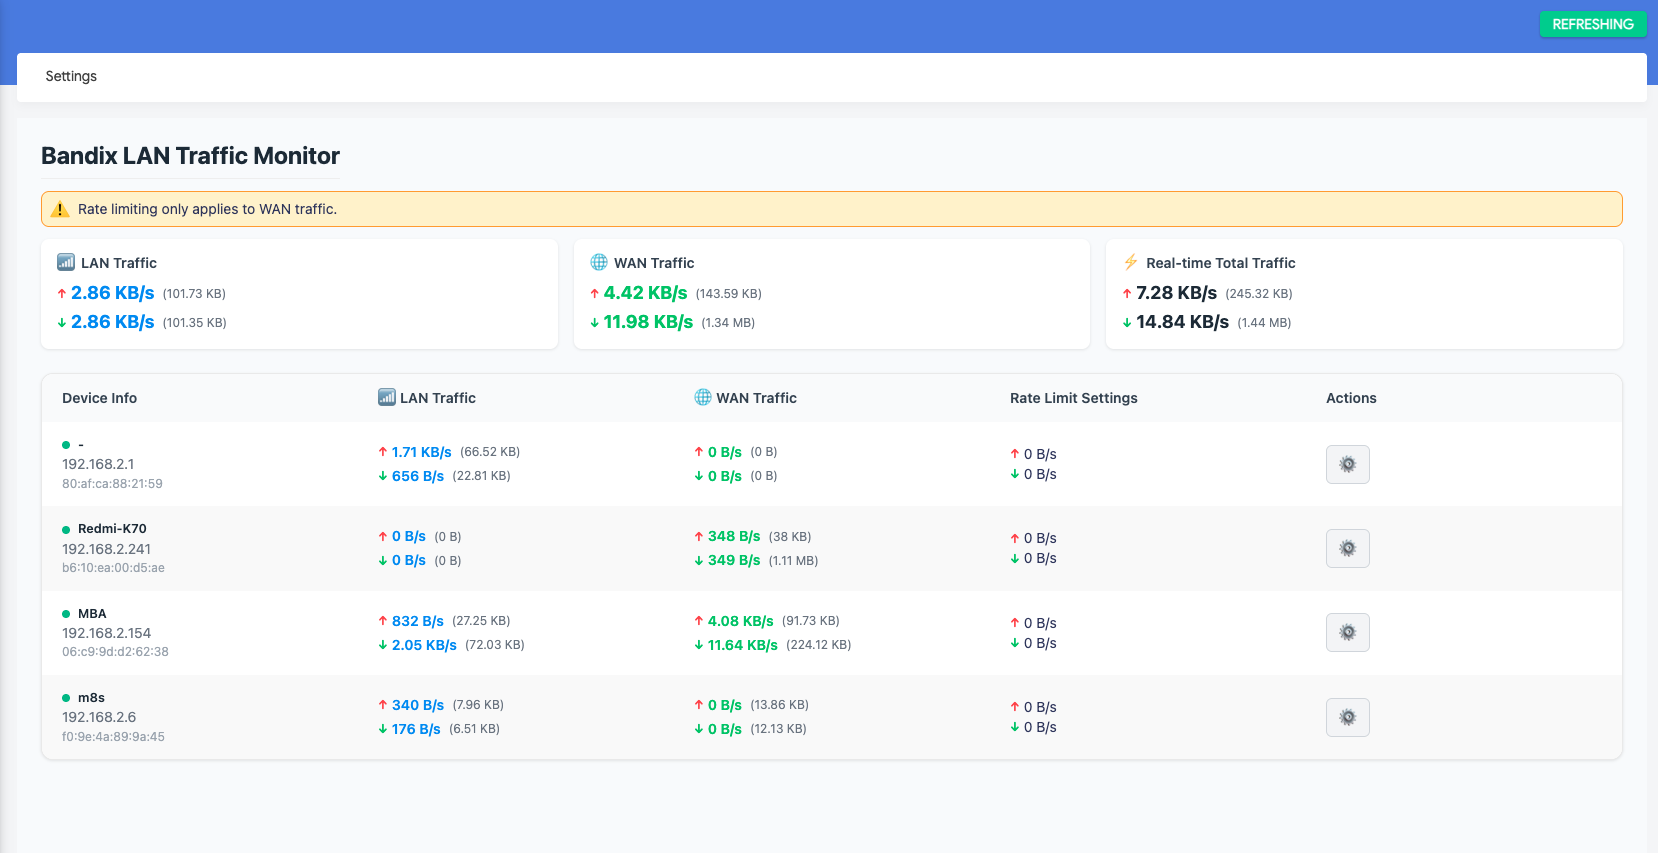 REFRESHING
Settings
Bandix LAN Traffic Monitor
Rate limiting only applies to WAN traffic.
LAN Traffic
↑ 2.86 KB/s (101.73 KB)
↓ 2.86 KB/s (101.35 KB)
WAN Traffic
↑ 4.42 KB/s (143.59 KB)
↓ 11.98 KB/s (1.34 MB)
Real-time Total Traffic
↑ 7.28 KB/s (245.32 KB)
↓ 14.84 KB/s (1.44 MB)
Device Info LAN Traffic WAN Traffic Rate Limit Settings Actions
-
192.168.2.1
80:af:ca:88:21:59
↑ 1.71 KB/s (66.52 KB)
↓ 656 B/s (22.81 KB)
↑ 0 B/s (0 B)
↓ 0 B/s (0 B)
↑ 0 B/s
↓ 0 B/s
Redmi-K70
192.168.2.241
b6:10:ea:00:d5:ae
↑ 0 B/s (0 B)
↓ 0 B/s (0 B)
↑ 348 B/s (38 KB)
↓ 349 B/s (1.11 MB)
↑ 0 B/s
↓ 0 B/s
MBA
192.168.2.154
06:c9:9d:d2:62:38
↑ 832 B/s (27.25 KB)
↓ 2.05 KB/s (72.03 KB)
↑ 4.08 KB/s (91.73 KB)
↓ 11.64 KB/s (224.12 KB)
↑ 0 B/s
↓ 0 B/s
m8s
192.168.2.6
f0:9e:4a:89:9a:45
↑ 340 B/s (7.96 KB)
↓ 176 B/s (6.51 KB)
↑ 0 B/s (13.86 KB)
↓ 0 B/s (12.13 KB)
↑ 0 B/s
↓ 0 B/s